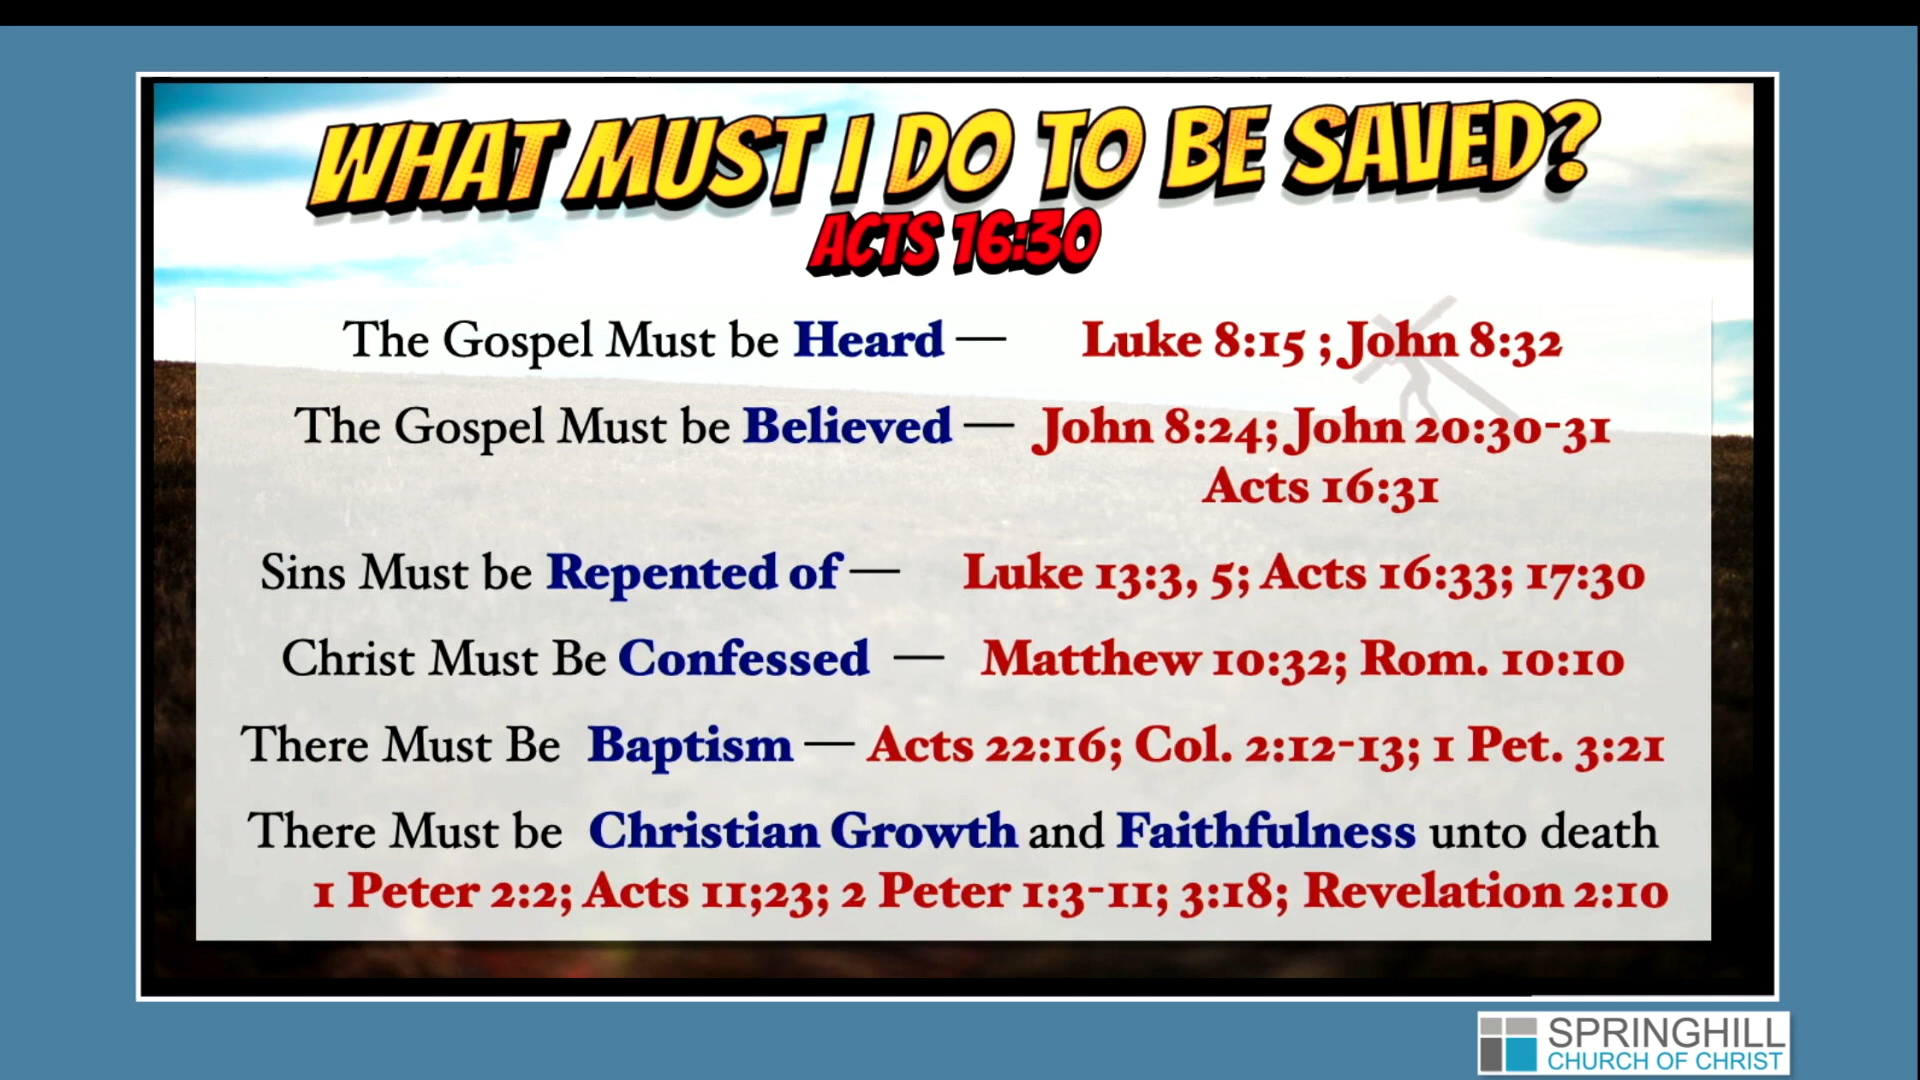 WHAT MUST I DO TO BE SAVED?
ACTS 16:30
The Gospel Must be Heard — Luke 8:15 ; John 8:32
The Gospel Must be Believed — John 8:24; John 20:30-31
Acts 16:31
Sins Must be Repented of — Luke 13:3, 5; Acts 16:33; 17:30
Christ Must Be Confessed — Matthew 10:32; Rom. 10:10
There Must Be Baptism — Acts 22:16; Col. 2:12-13; 1 Pet. 3:21
There Must be Christian Growth and Faithfulness unto death
1 Peter 2:2; Acts 11;23; 2 Peter 1:3-11; 3:18; Revelation 2:10
SPRINGHILL
CHURCH OF CHRIST